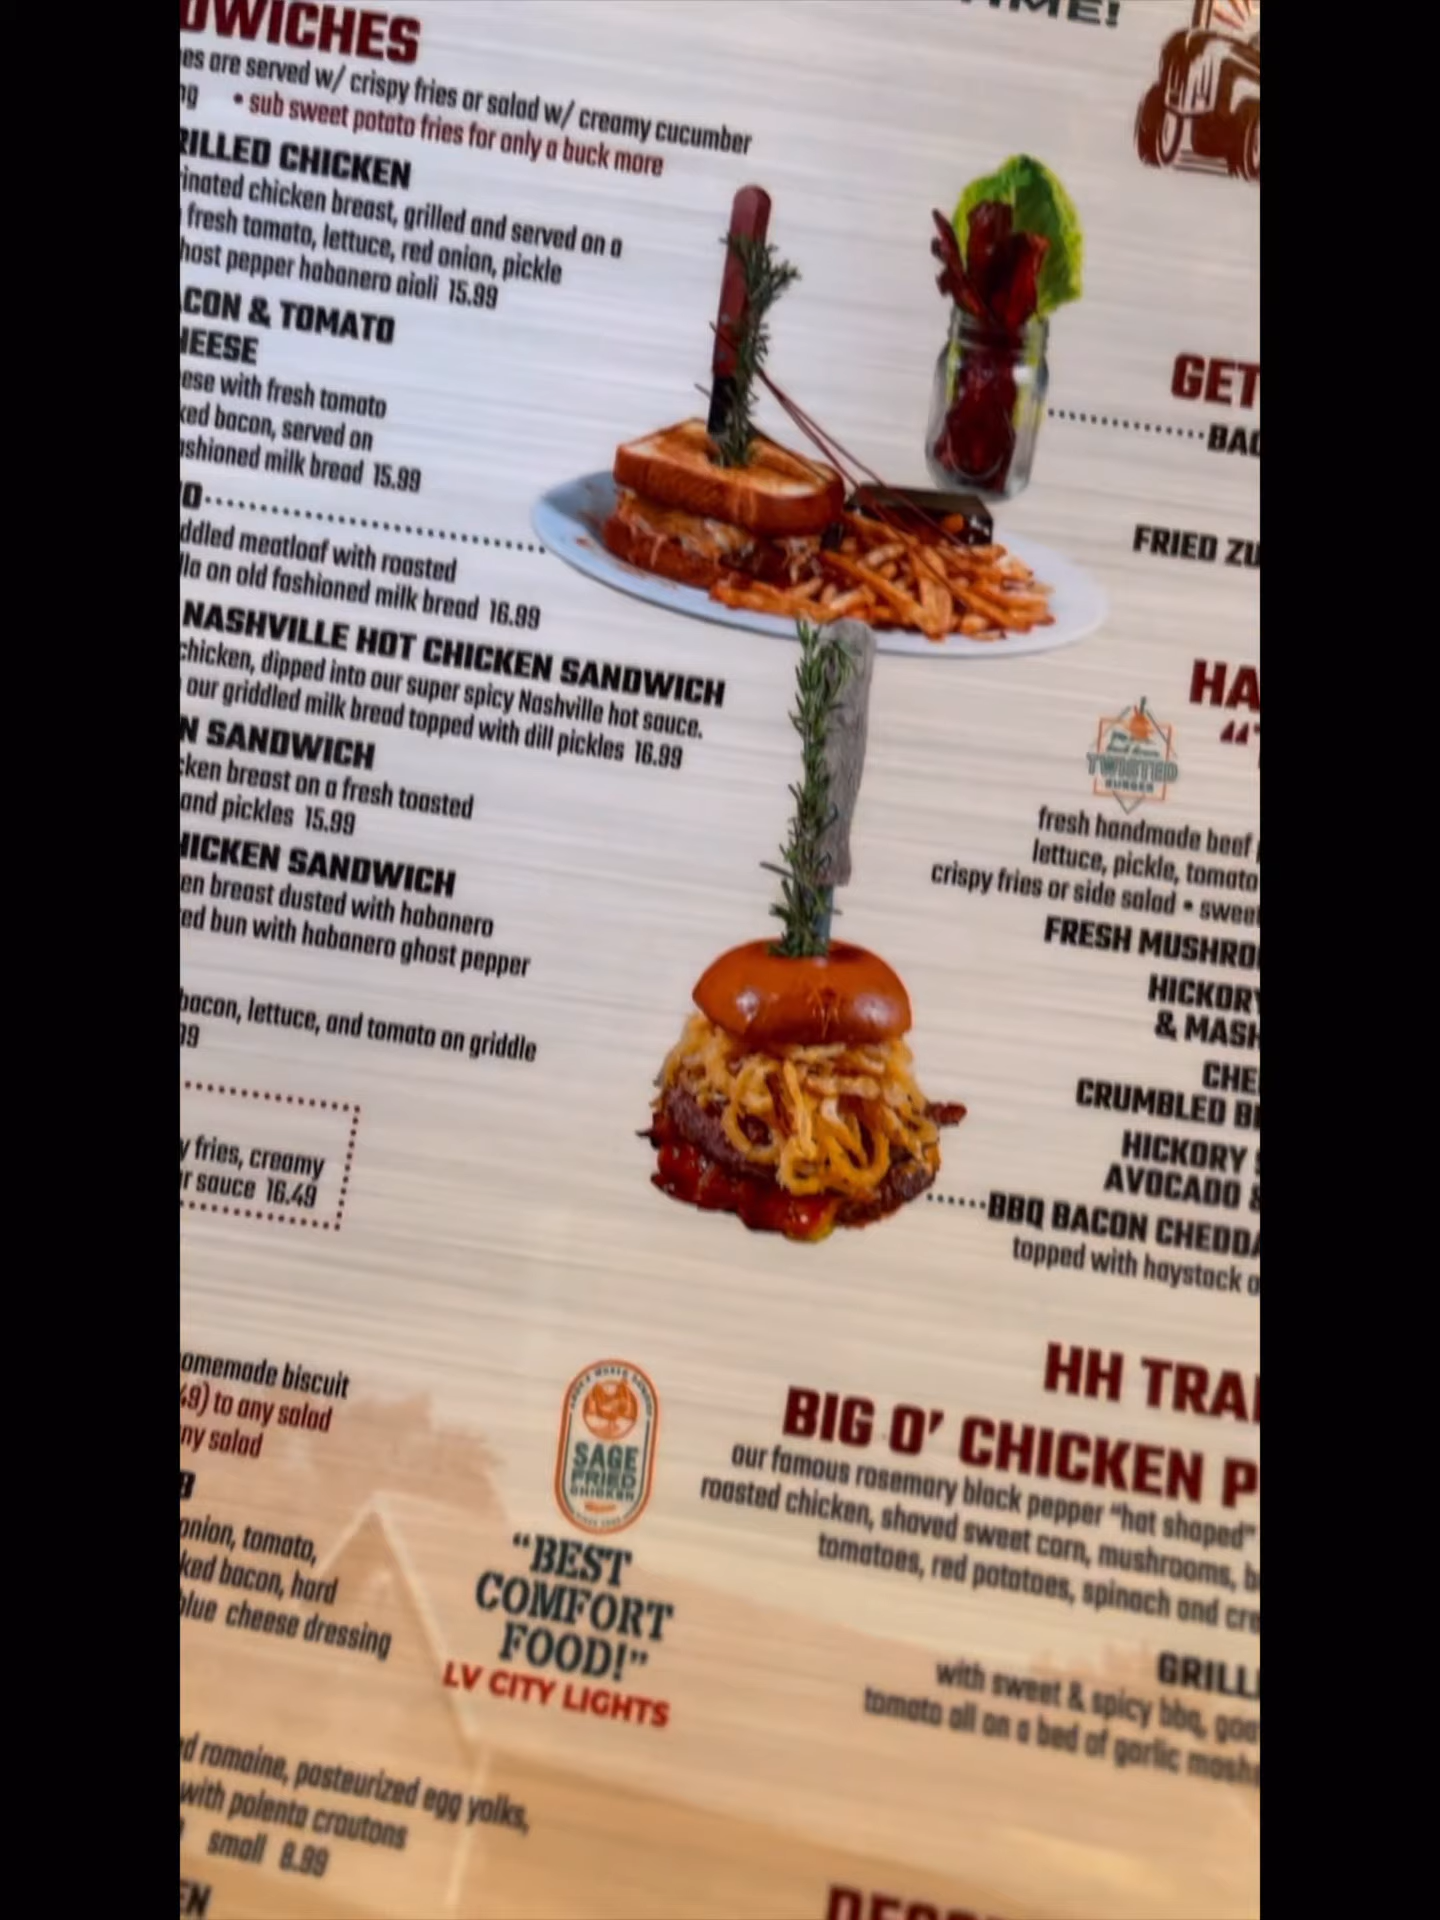 DWICHES
es are served w/ crispy fries or salad w/ creamy cucumber
ng • sub sweet potato fries for only a buck more
RILLED CHICKEN
rinated chicken breast, grilled and served on a
fresh tomato, lettuce, red onion, pickle
host pepper habanero aioli 15.99
CON & TOMATO
HEESE
ese with fresh tomato
ked bacon, served on
ashioned milk bread 15.99
O
ddled meatloaf with roasted
lla on old fashioned milk bread 16.99
NASHVILLE HOT CHICKEN SANDWICH
chicken, dipped into our super spicy Nashville hot sauce.
our griddled milk bread topped with dill pickles 16.99
N SANDWICH
cken breast on a fresh toasted
and pickles 15.99
HICKEN SANDWICH
en breast dusted with habanero
ed bun with habanero ghost pepper
bacon, lettuce, and tomato on griddle
99
y fries, creamy
r sauce 16.49
omemade biscuit
49) to any salad
ny salad
B
onion, tomato,
ked bacon, hard
blue cheese dressing
d romaine, pasteurized egg yolks,
with polenta croutons
small 8.99
EN
SAGE
FRIED
CHICKEN
"BEST
COMFORT
FOOD!"
LV CITY LIGHTS
TIME!
GET
BAC
FRIED ZU
HA
"T
TWISTED
BURGER
fresh handmade beef
lettuce, pickle, tomato
crispy fries or side salad • sweet
FRESH MUSHRO
HICKORY
& MASH
CHE
CRUMBLED B
HICKORY
AVOCADO &
BBQ BACON CHEDDA
topped with haystack o
HH TRA
BIG O' CHICKEN P
our famous rosemary black pepper "hat shaped"
roasted chicken, shaved sweet corn, mushrooms, b
tomatoes, red potatoes, spinach and cre
GRILL
with sweet & spicy bbq, goa
tomato all on a bed of garlic mash